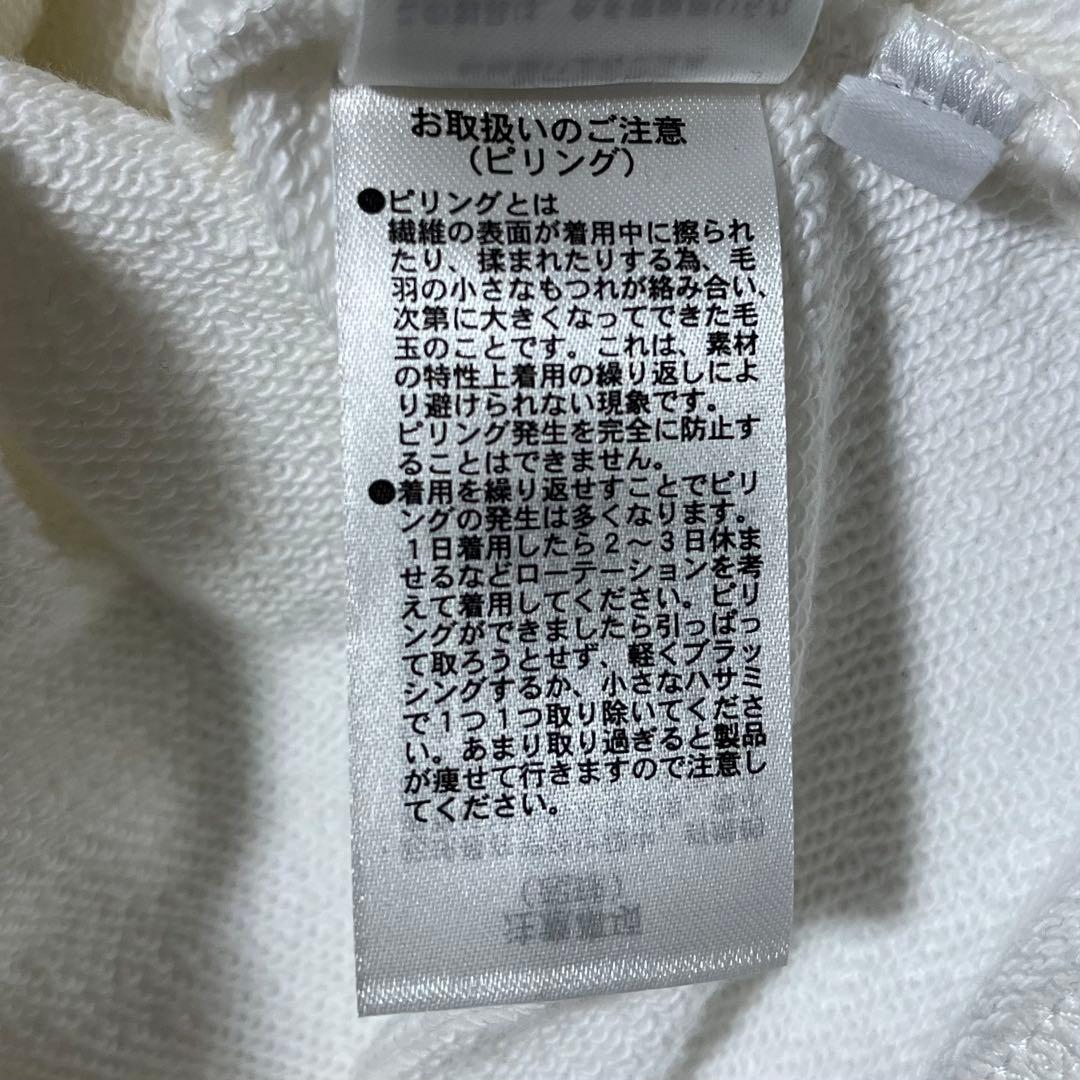 お取扱いのご注意
（ピリング）
●ピリングとは
繊維の表面が着用中に擦られ
たり、揉まれたりする為、毛
羽の小さなもつれが絡み合い、
次第に大きくなってできた毛
玉のことです。これは、素材
の特性上着用の繰り返しによ
り避けられない現象です。
ピリング発生を完全に防止す
ることはできません。
●着用を繰り返せすことでピリ
ングの発生は多くなります。
１日着用したら２～３日休ま
せるなどローテーションを考
えて着用してください。ピリ
ングができましたら引っぱっ
て取ろうとせず、軽くブラッ
シングするか、小さなハサミ
で１つ１つ取り除いてくださ
い。あまり取り過ぎると製品
が痩せて行きますので注意し
てください。